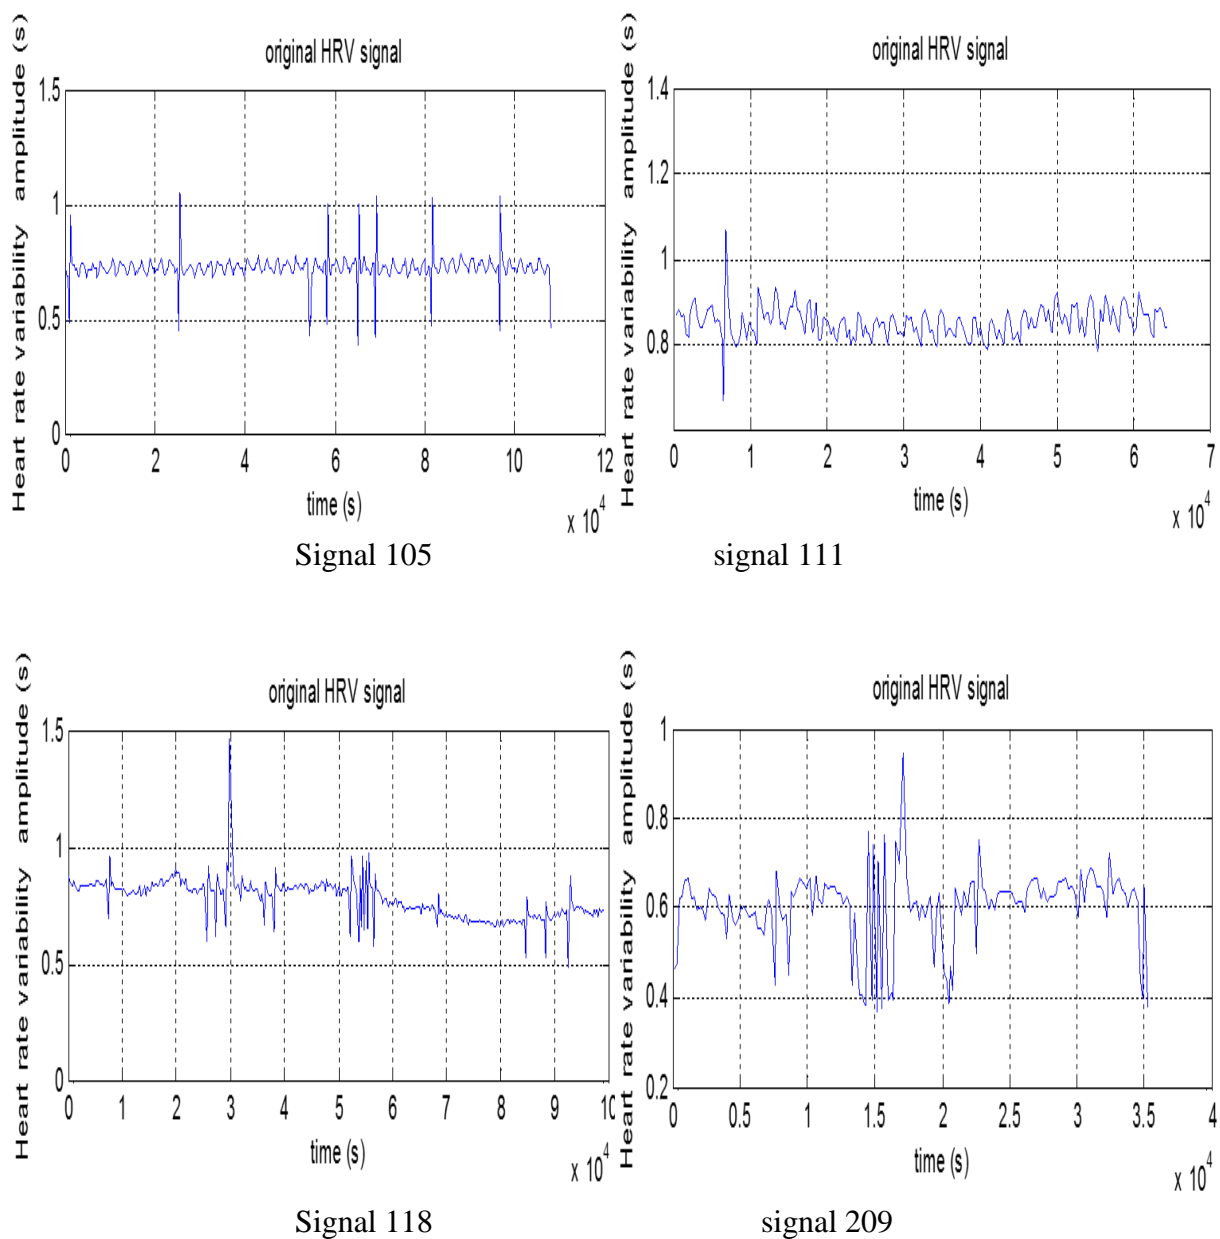 original HRV signal
Heart rate variability amplitude (s)
1.5
1
0.5
0
0 2 4 6 8 10 12
time (s)
x 10^4
Signal 105
original HRV signal
Heart rate variability amplitude (s)
1.4
1.2
1
0.8
0 1 2 3 4 5 6 7
time (s)
x 10^4
signal 111
original HRV signal
Heart rate variability amplitude (s)
1.5
1
0.5
0
0 1 2 3 4 5 6 7 8 9 10
time (s)
x 10^4
Signal 118
original HRV signal
Heart rate variability amplitude (s)
1
0.8
0.6
0.4
0.2
0 0.5 1 1.5 2 2.5 3 3.5 4
time (s)
x 10^4
signal 209